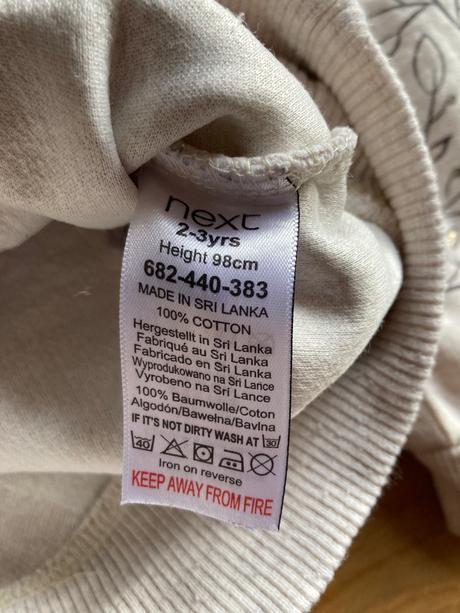 next
2-3yrs
Height 98cm
682-440-383
MADE IN SRI LANKA
100% COTTON
Hergestellt in Sri Lanka
Fabriqué au Sri Lanka
Fabricado en Sri Lanka
Wyprodukowano na Sri Lance
Vyrobeno na Sri Lance
100% Baumwolle/Coton
Algodón/Bawełna/Bavlna
IF IT'S NOT DIRTY WASH AT 30
40
Iron on reverse
KEEP AWAY FROM FIRE